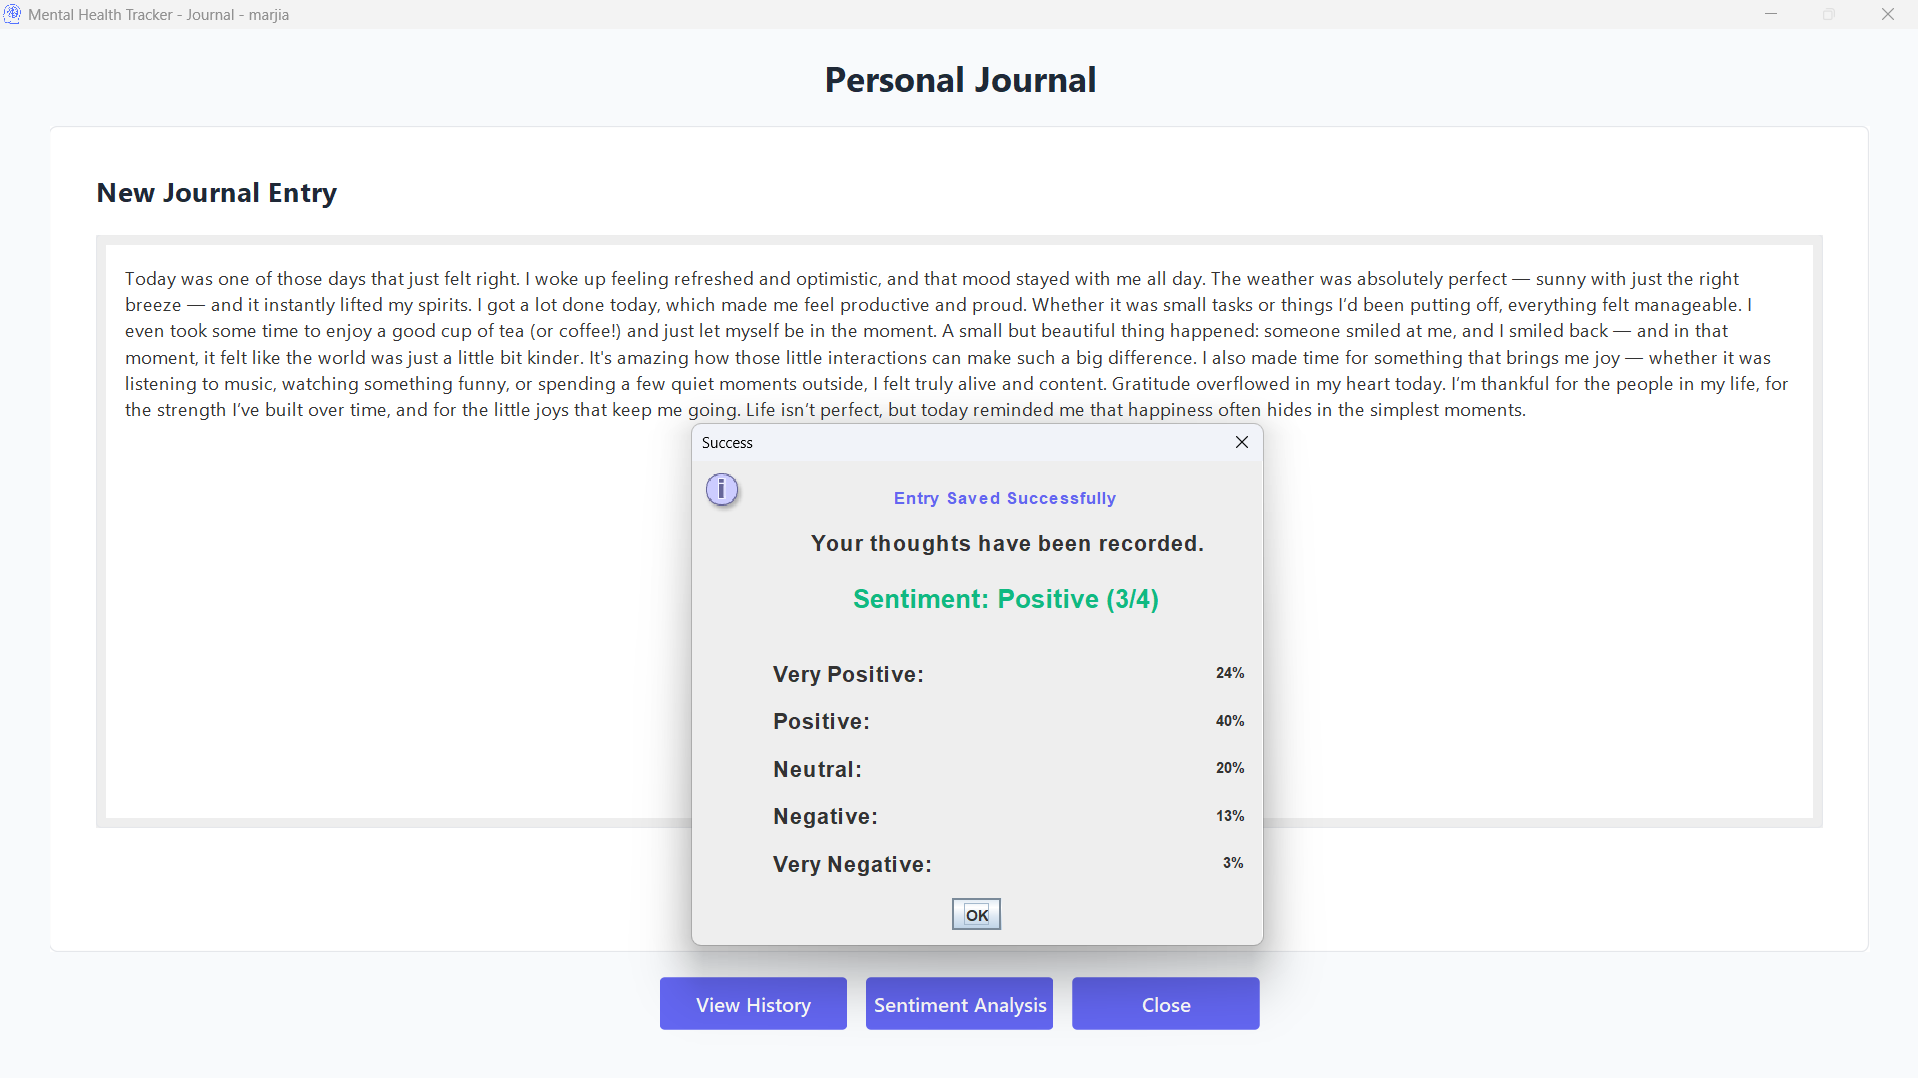 Mental Health Tracker - Journal - marjia
Personal Journal
New Journal Entry
Today was one of those days that just felt right. I woke up feeling refreshed and optimistic, and that mood stayed with me all day. The weather was absolutely perfect — sunny with just the right
breeze — and it instantly lifted my spirits. I got a lot done today, which made me feel productive and proud. Whether it was small tasks or things I'd been putting off, everything felt manageable. I
even took some time to enjoy a good cup of tea (or coffee!) and just let myself be in the moment. A small but beautiful thing happened: someone smiled at me, and I smiled back — and in that
moment, it felt like the world was just a little bit kinder. It's amazing how those little interactions can make such a big difference. I also made time for something that brings me joy — whether it was
listening to music, watching something funny, or spending a few quiet moments outside, I felt truly alive and content. Gratitude overflowed in my heart today. I'm thankful for the people in my life, for
the strength I've built over time, and for the little joys that keep me going. Life isn't perfect, but today reminded me that happiness often hides in the simplest moments.
Success
Entry Saved Successfully
Your thoughts have been recorded.
Sentiment: Positive (3/4)
Very Positive: 24%
Positive: 40%
Neutral: 20%
Negative: 13%
Very Negative: 3%
OK
View History Sentiment Analysis Close